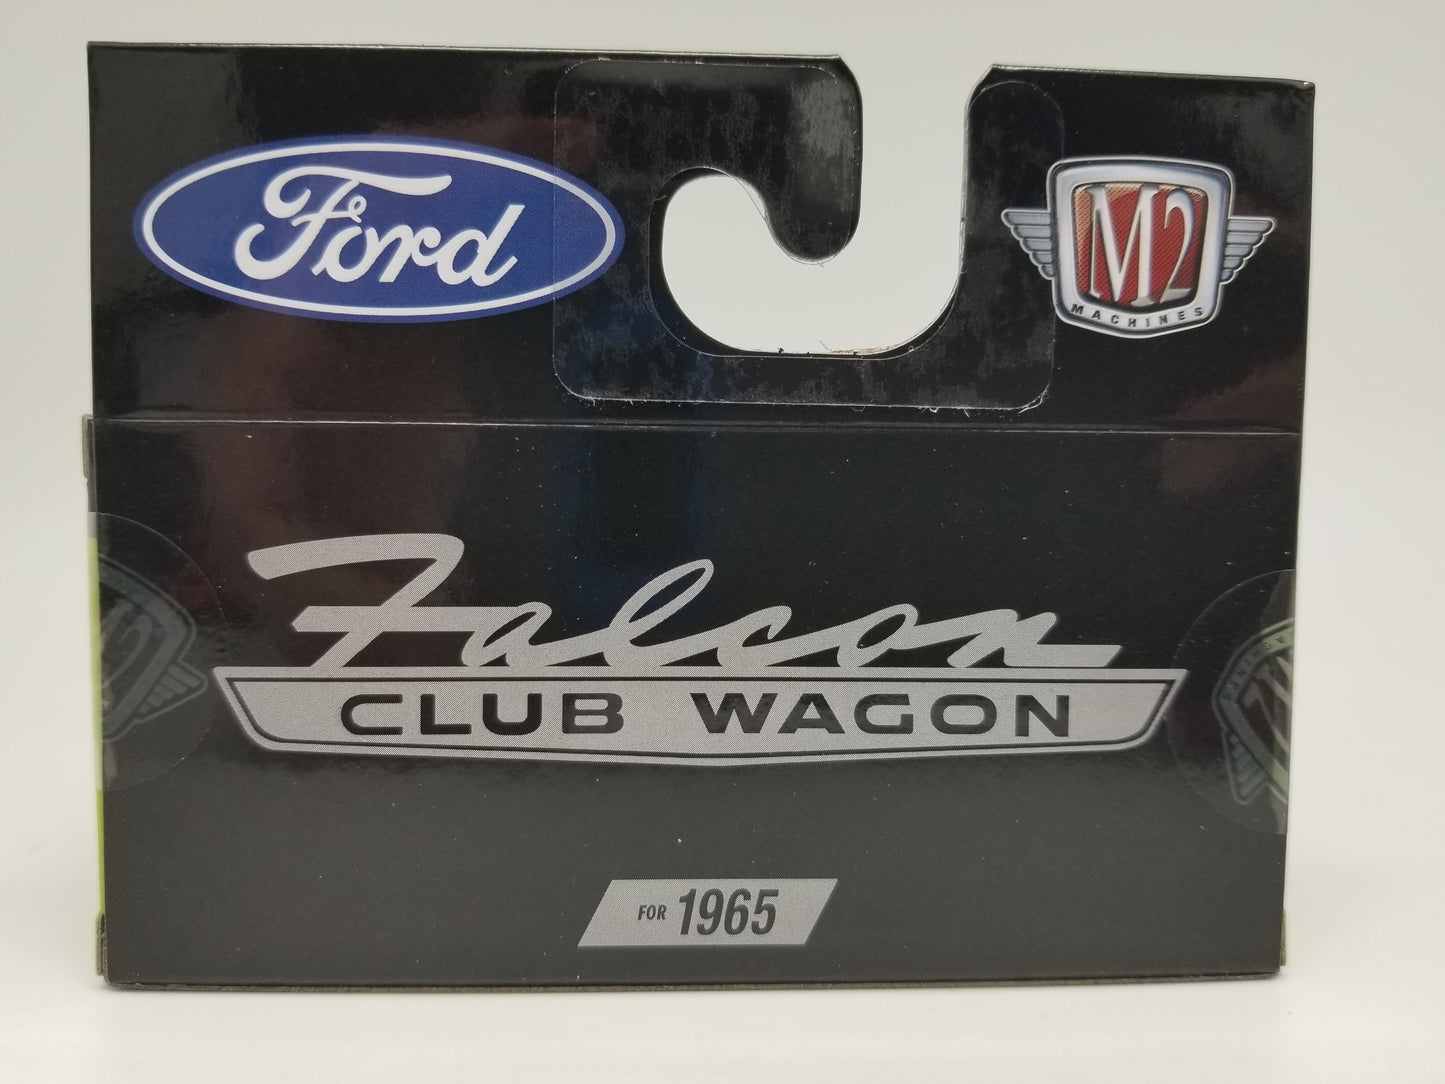 Ford
M2
MACHINES
Falcon
CLUB WAGON
FOR 1965